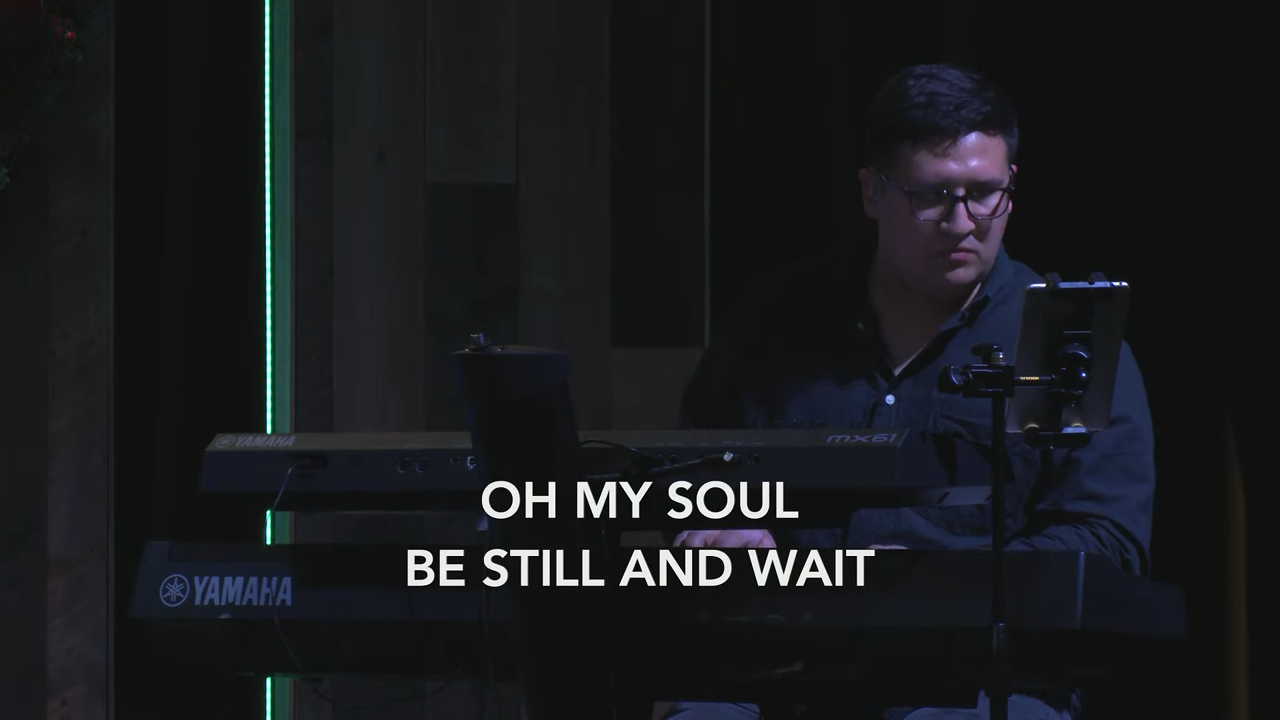 YAMAHA
MX61
OH MY SOUL
BE STILL AND WAIT
YAMAHA